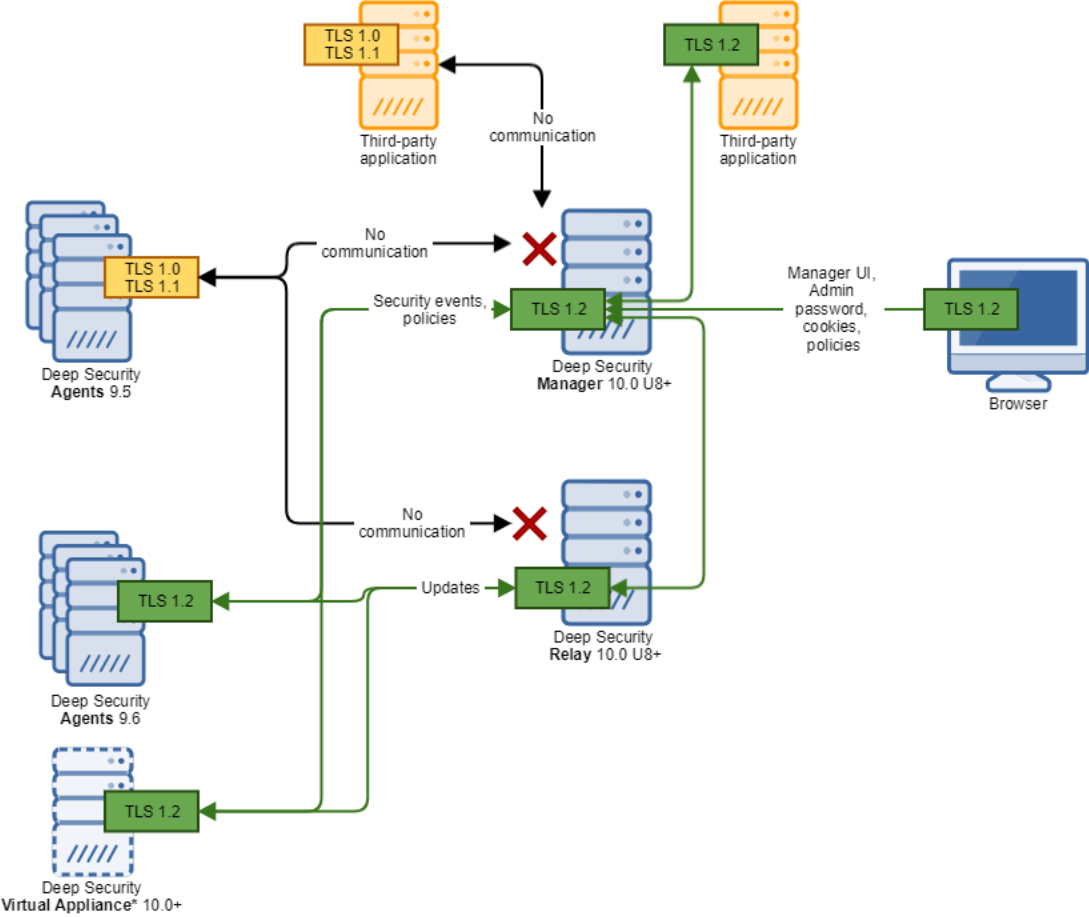 TLS 1.0
TLS 1.1
Third-party
application
TLS 1.2
Third-party
application
No
communication
TLS 1.0
TLS 1.1
Deep Security
Agents 9.5
No
communication
Security events,
policies
TLS 1.2
Deep Security
Manager 10.0 U8+
Manager UI,
Admin
password,
cookies,
policies
TLS 1.2
Browser
No
communication
TLS 1.2
Deep Security
Agents 9.6
Updates
TLS 1.2
Deep Security
Relay 10.0 U8+
TLS 1.2
Deep Security
Virtual Appliance* 10.0+